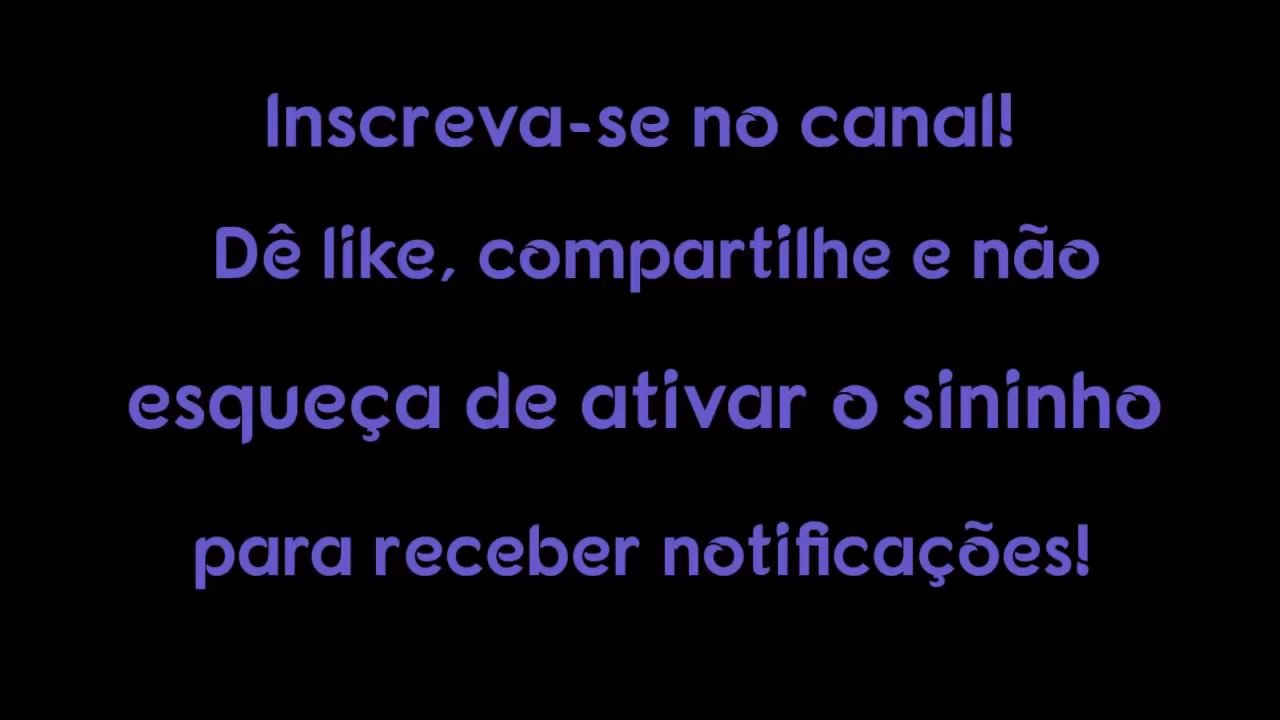 Inscreva-se no canal!
Dê like, compartilhe e não
esqueça de ativar o sininho
para receber notificações!